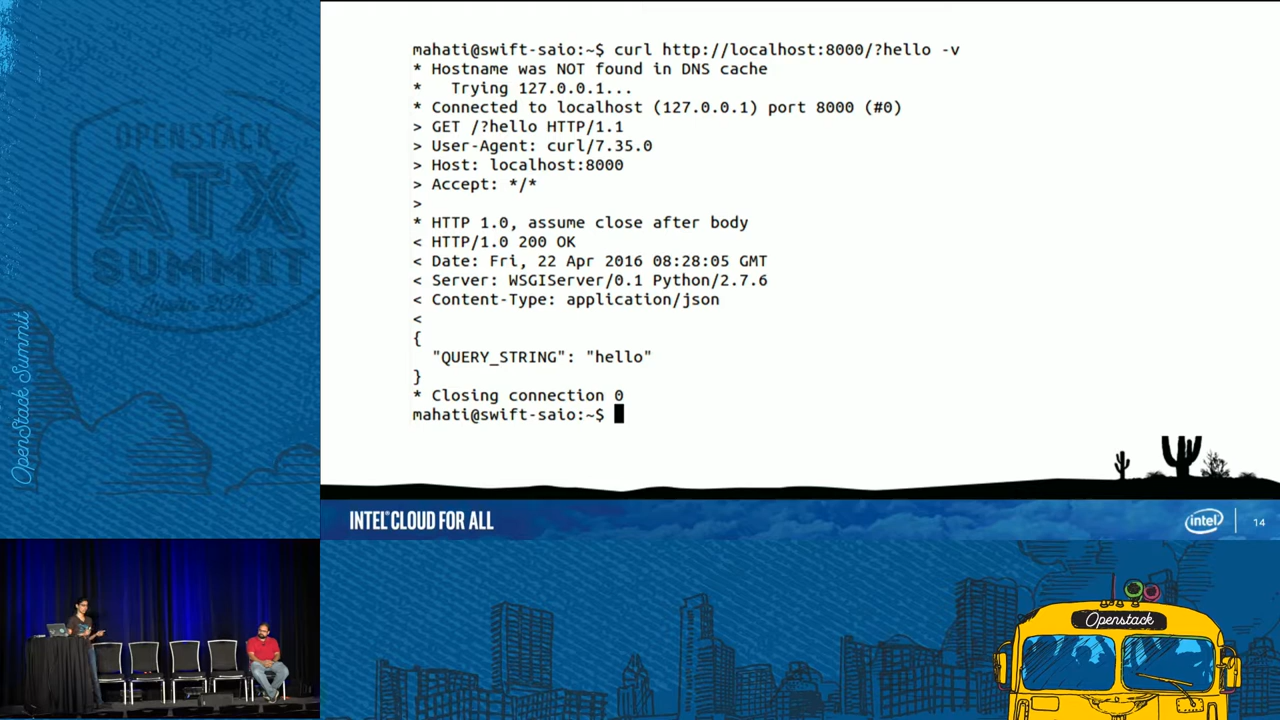 mahati@swift-saio:~$ curl http://localhost:8000/?hello -v
* Hostname was NOT found in DNS cache
*   Trying 127.0.0.1...
* Connected to localhost (127.0.0.1) port 8000 (#0)
> GET /?hello HTTP/1.1
> User-Agent: curl/7.35.0
> Host: localhost:8000
> Accept: */*
>
* HTTP 1.0, assume close after body
< HTTP/1.0 200 OK
< Date: Fri, 22 Apr 2016 08:28:05 GMT
< Server: WSGIServer/0.1 Python/2.7.6
< Content-Type: application/json
<
{
  "QUERY_STRING": "hello"
}
* Closing connection 0
mahati@swift-saio:~$
INTEL® CLOUD FOR ALL
intel
14
OPENSTACK
ATX
SUMMIT
Austin 2016
OpenStack Summit
Openstack